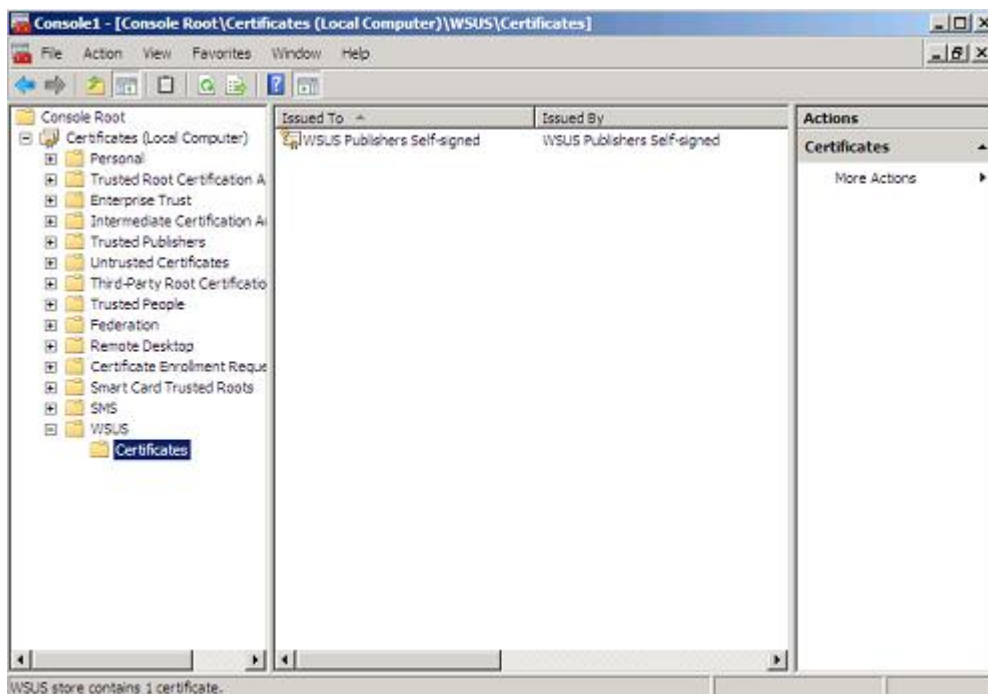 Console1 - [Console Root\Certificates (Local Computer)\WSUS\Certificates]
File Action View Favorites Window Help
Console Root
Certificates (Local Computer)
Personal
Trusted Root Certification A
Enterprise Trust
Intermediate Certification A
Trusted Publishers
Untrusted Certificates
Third-Party Root Certificatio
Trusted People
Federation
Remote Desktop
Certificate Enrollment Reque
Smart Card Trusted Roots
SMS
WSUS
Certificates
Issued To Issued By
WSUS Publishers Self-signed WSUS Publishers Self-signed
Actions
Certificates
More Actions
WSUS store contains 1 certificate.